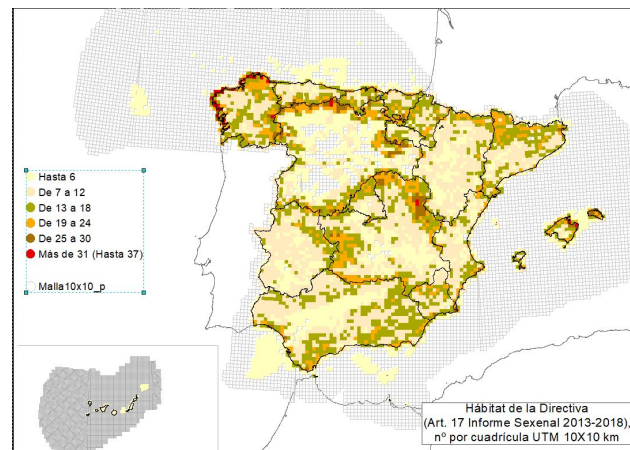 Hasta 6
De 7 a 12
De 13 a 18
De 19 a 24
De 25 a 30
Más de 31 (Hasta 37)
Malla10x10_p
Hábitat de la Directiva
(Art. 17 Informe Sexenal 2013-2018),
nº por cuadrícula UTM 10X10 km